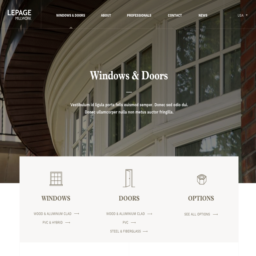 LEPAGE
MILLWORK
WINDOWS & DOORS
ABOUT
PROFESSIONALS
CONTACT
NEWS
USA
Windows & Doors
Vestibulum id ligula porta felis euismod semper. Donec sed odio dui.
Donec ullamcorper nulla non metus auctor fringilla.
WINDOWS
WOOD & ALUMINUM CLAD
PVC & HYBRID
DOORS
WOOD & ALUMINUM CLAD
PVC
STEEL & FIBERGLASS
OPTIONS
SEE ALL OPTIONS